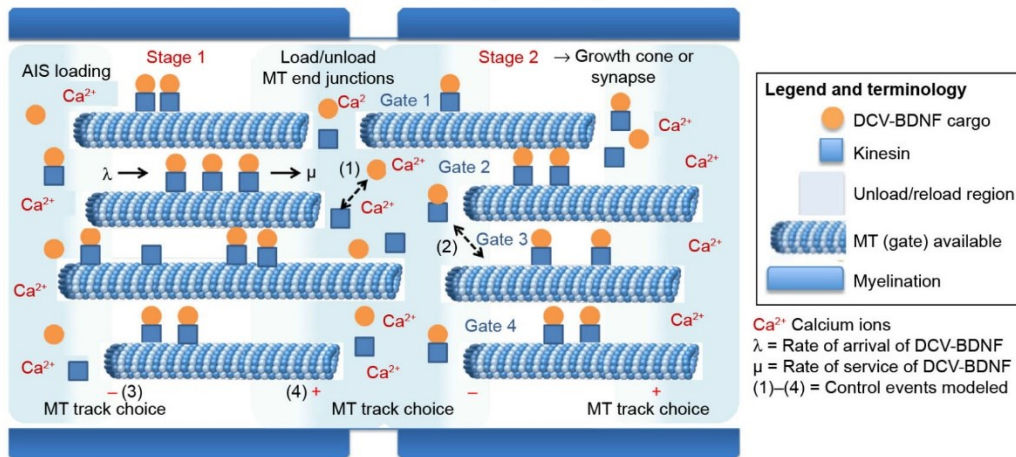 Stage 1
Load/unload
MT end junctions
Stage 2 → Growth cone or
synapse
AIS loading
Ca²⁺
Ca²
Gate 1
Ca²⁺
Ca²⁺
λ
μ
(1)
Ca²⁺
Gate 2
Ca²⁺
Ca²⁺
Ca²⁺
(2)
Gate 3
Ca²⁺
Ca²⁺
Ca²⁺
Gate 4
Ca²⁺
Ca²⁺
Ca²⁺
– (3)
(4) +
–
+
MT track choice
MT track choice
MT track choice
Legend and terminology
DCV-BDNF cargo
Kinesin
Unload/reload region
MT (gate) available
Myelination
Ca²⁺ Calcium ions
λ = Rate of arrival of DCV-BDNF
μ = Rate of service of DCV-BDNF
(1)–(4) = Control events modeled